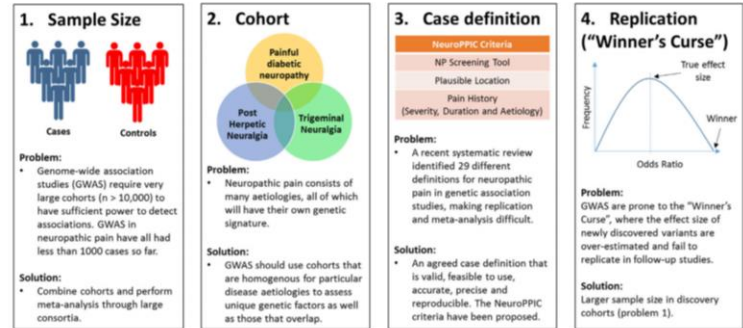 1. Sample Size
Cases
Controls
Problem:
• Genome-wide association
studies (GWAS) require very
large cohorts (n > 10,000) to
have sufficient power to detect
associations. GWAS in
neuropathic pain have all had
less than 1000 cases so far.
Solution:
• Combine cohorts and perform
meta-analysis through large
consortia.
2. Cohort
Painful
diabetic
neuropathy
Post
Herpetic
Neuralgia
Trigeminal
Neuralgia
Problem:
• Neuropathic pain consists of
many aetiologies, all of which
will have their own genetic
signature.
Solution:
• GWAS should use cohorts that
are homogenous for particular
disease aetiologies to assess
unique genetic factors as well
as those that overlap.
3. Case definition
NeuroPPIC Criteria
NP Screening Tool
Plausible Location
Pain History
(Severity, Duration and Aetiology)
Problem:
• A recent systematic review
identified 29 different
definitions for neuropathic
pain in genetic association
studies, making replication
and meta-analysis difficult.
Solution:
• An agreed case definition that
is valid, feasible to use,
accurate, precise and
reproducible. The NeuroPPIC
criteria have been proposed.
4. Replication
("Winner's Curse")
True effect
size
Winner
Frequency
Odds Ratio
Problem:
GWAS are prone to the "Winner's
Curse", where the effect size of
newly discovered variants are
over-estimated and fail to
replicate in follow-up studies.
Solution:
Larger sample size in discovery
cohorts (problem 1).